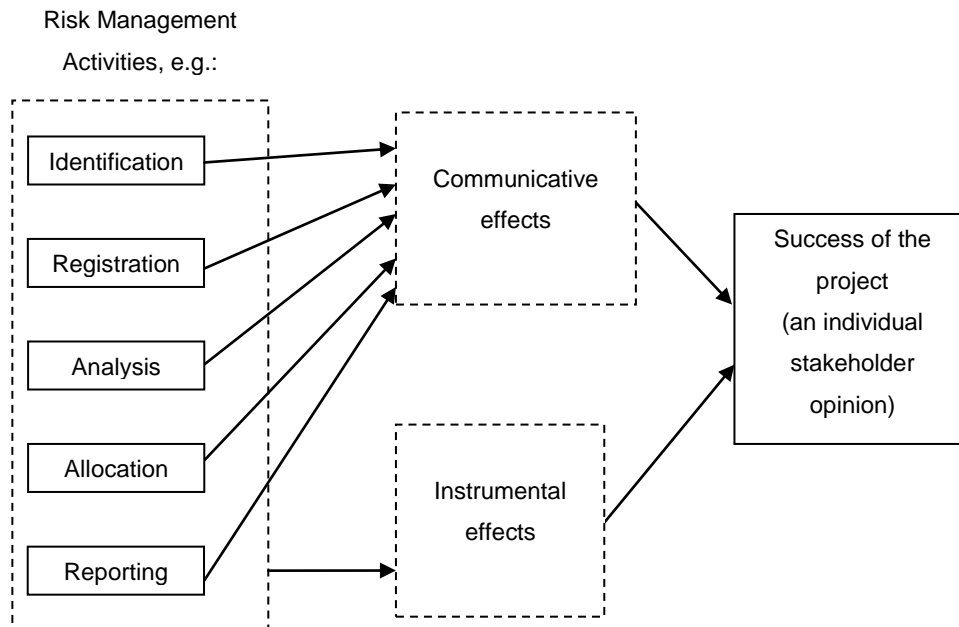 Risk Management
Activities, e.g.:
Identification
Registration
Analysis
Allocation
Reporting
Communicative
effects
Instrumental
effects
Success of the
project
(an individual
stakeholder
opinion)